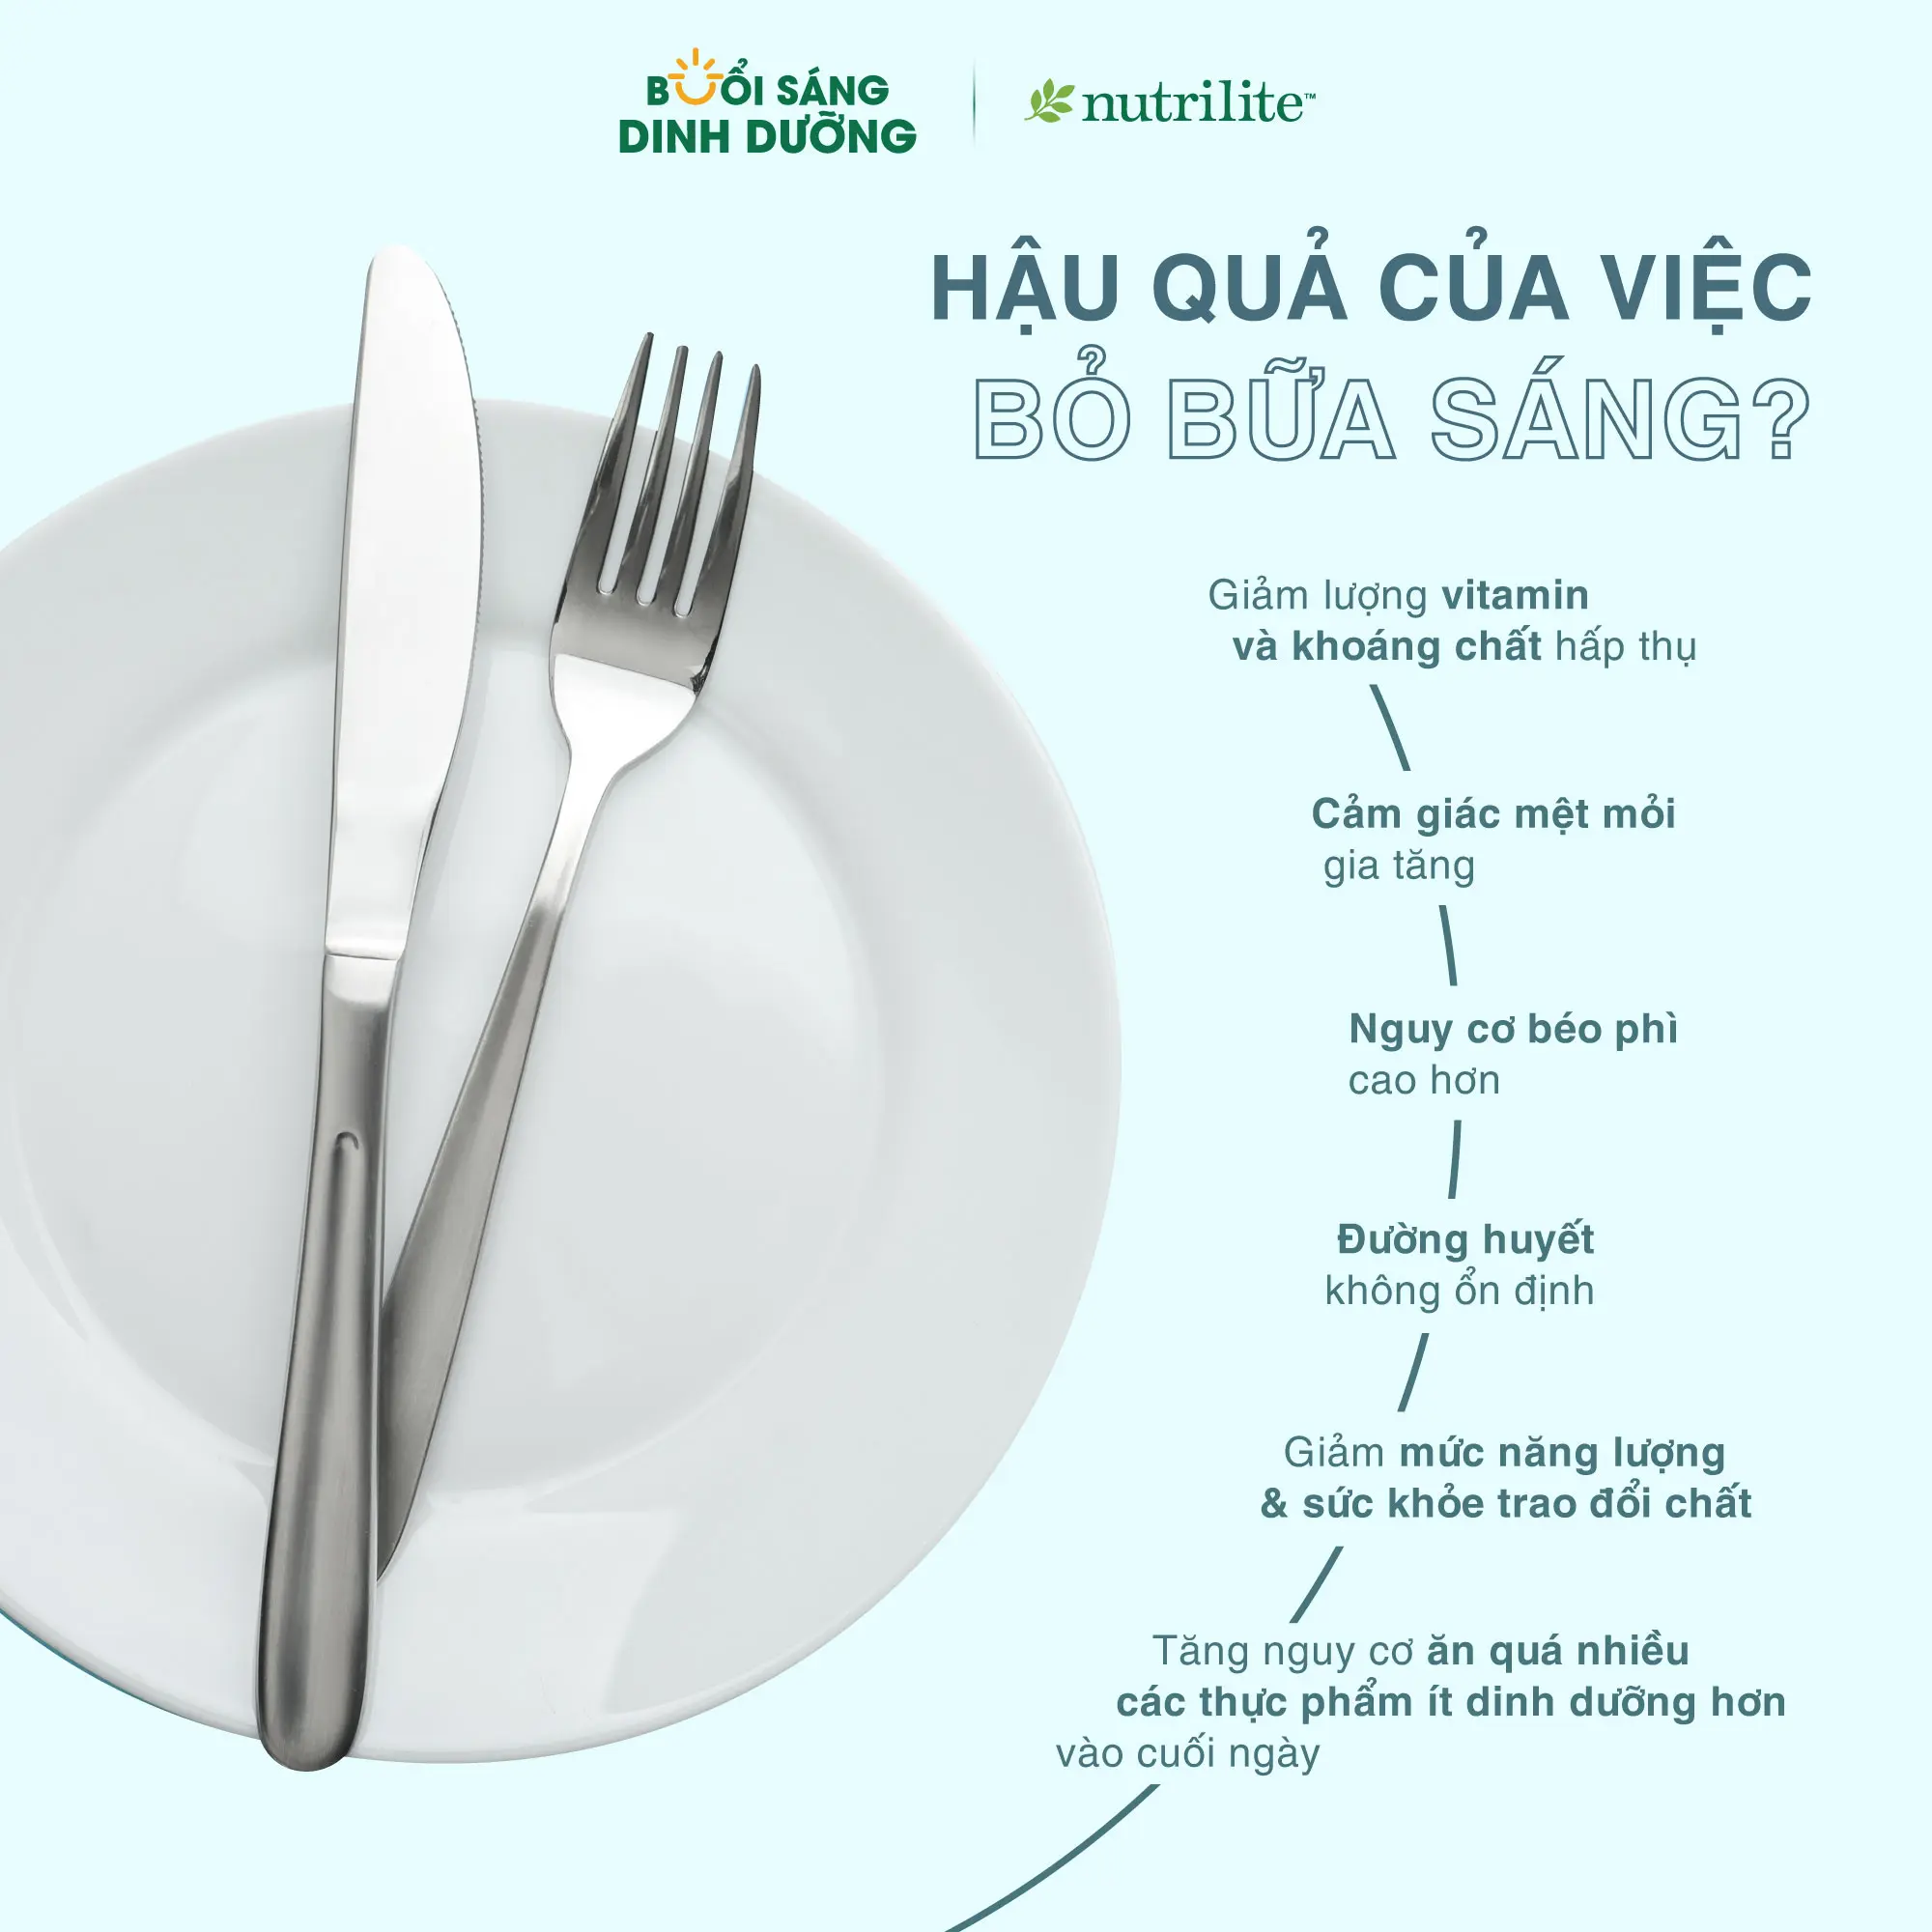 BUỔI SÁNG
DINH DƯỠNG
nutrilite™
HẬU QUẢ CỦA VIỆC
BỎ BỮA SÁNG?
Giảm lượng vitamin
và khoáng chất hấp thụ
Cảm giác mệt mỏi
gia tăng
Nguy cơ béo phì
cao hơn
Đường huyết
không ổn định
Giảm mức năng lượng
& sức khỏe trao đổi chất
Tăng nguy cơ ăn quá nhiều
các thực phẩm ít dinh dưỡng hơn
vào cuối ngày